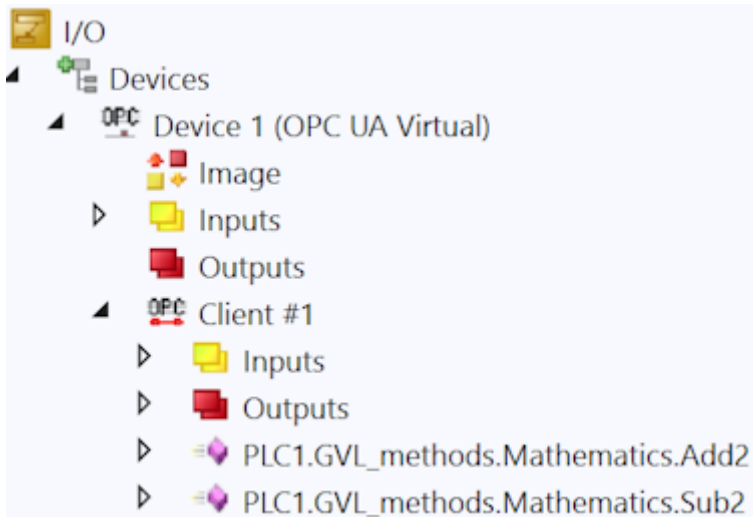 I/O
Devices
OPC Device 1 (OPC UA Virtual)
Image
Inputs
Outputs
OPC Client #1
Inputs
Outputs
PLC1.GVL_methods.Mathematics.Add2
PLC1.GVL_methods.Mathematics.Sub2